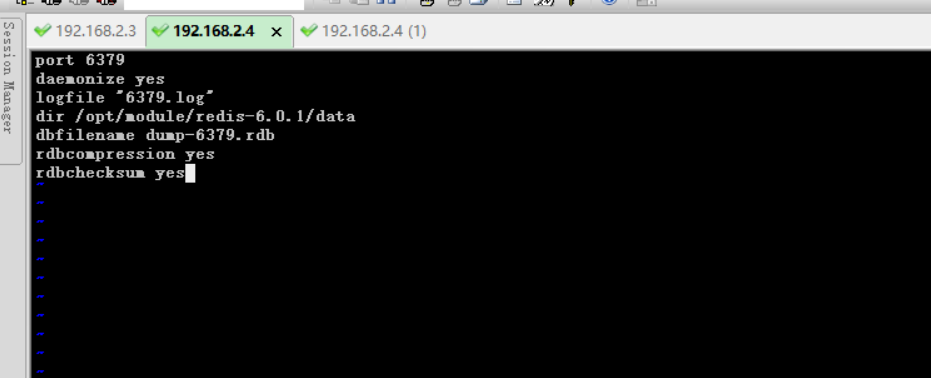 192.168.2.3
192.168.2.4
192.168.2.4 (1)
Session Manager
port 6379
daemonize yes
logfile "6379.log"
dir /opt/module/redis-6.0.1/data
dbfilename dump-6379.rdb
rdbcompression yes
rdbchecksum yes
~
~
~
~
~
~
~
~
~
~
~